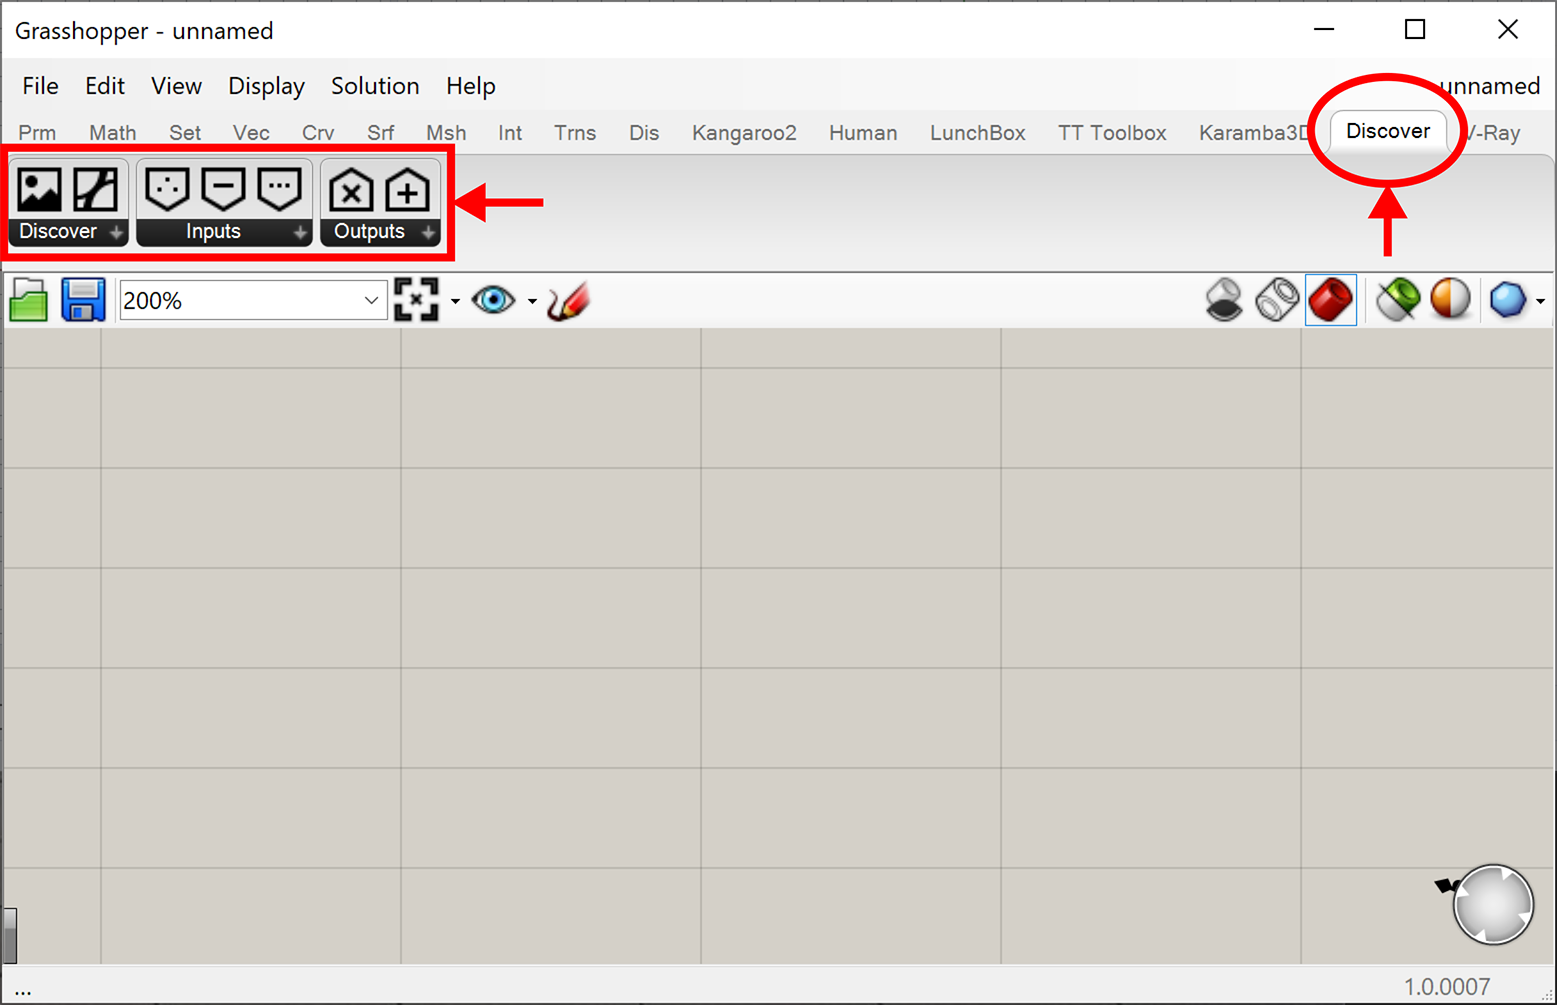 Grasshopper - unnamed
File Edit View Display Solution Help unnamed
Prm Math Set Vec Crv Srf Msh Int Trns Dis Kangaroo2 Human LunchBox TT Toolbox Karamba3D Discover V-Ray
Discover Inputs Outputs
200%
... 1.0.0007